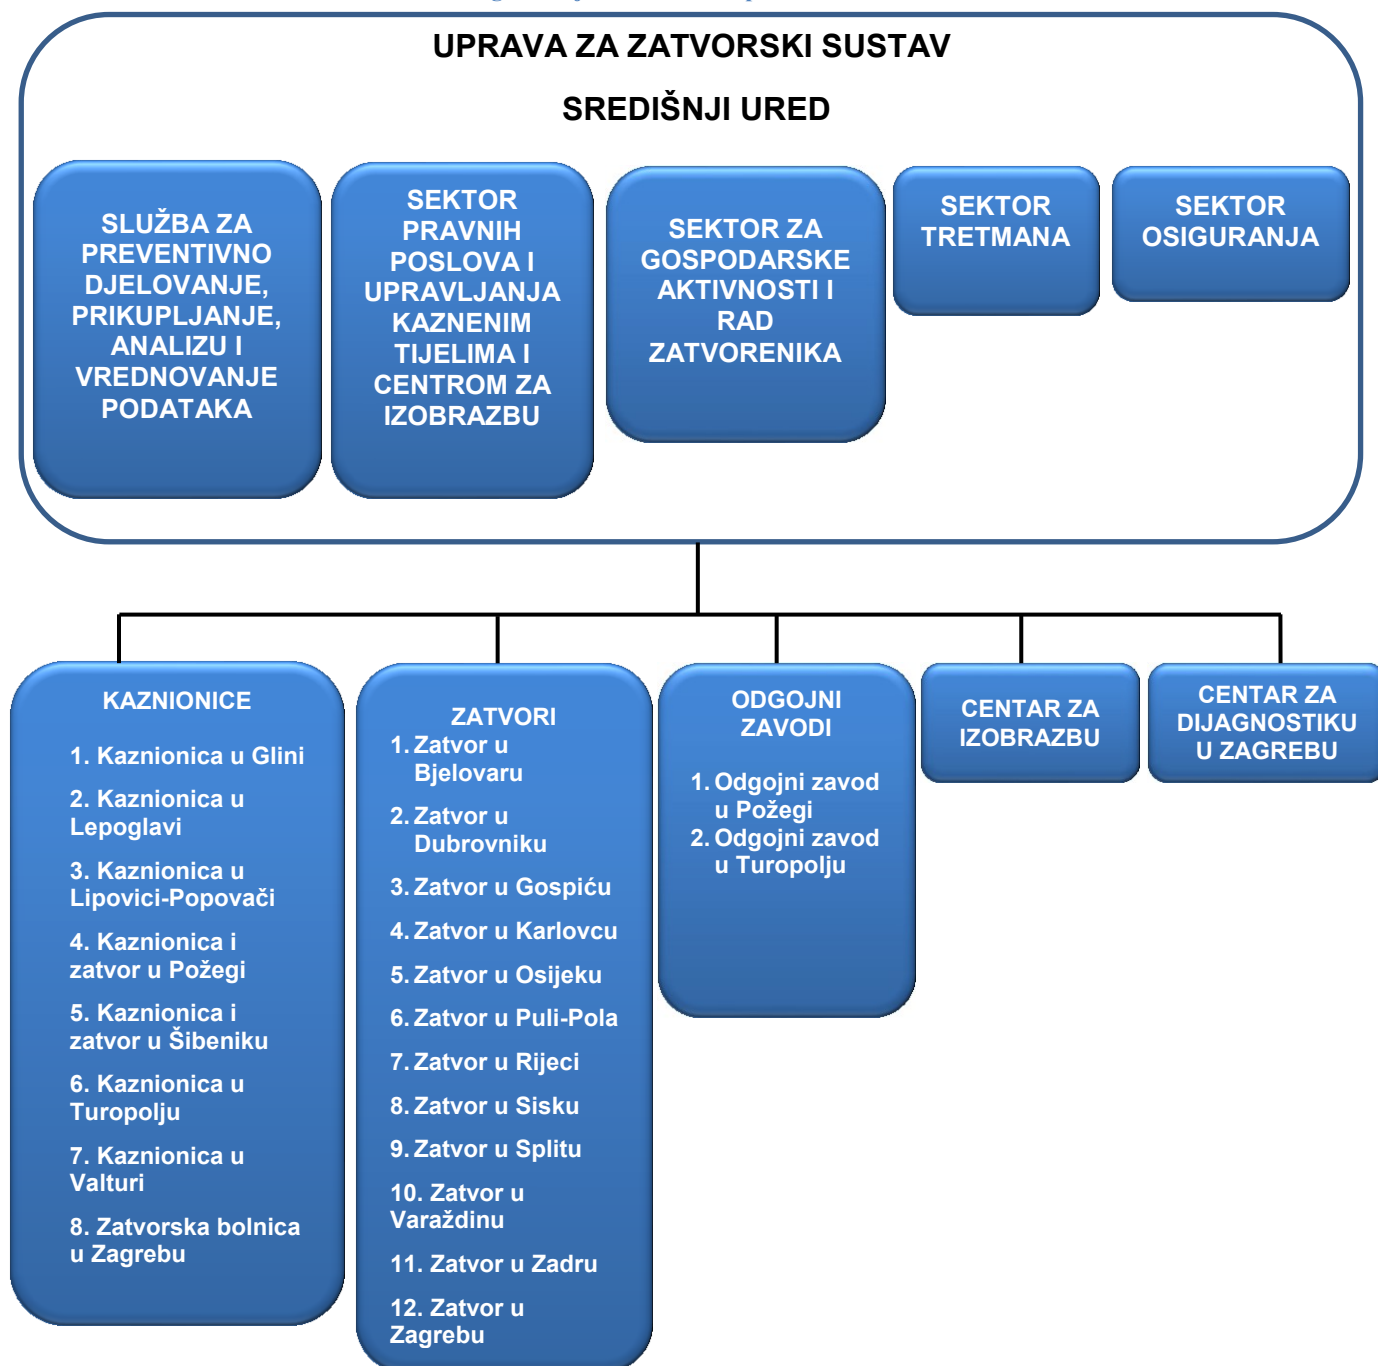 UPRAVA ZA ZATVORSKI SUSTAV
SREDIŠNJI URED
SLUŽBA ZA
PREVENTIVNO
DJELOVANJE,
PRIKUPLJANJE,
ANALIZU I
VREDNOVANJE
PODATAKA
SEKTOR
PRAVNIH
POSLOVA I
UPRAVLJANJA
KAZNENIM
TIJELIMA I
CENTROM ZA
IZOBRAZBU
SEKTOR ZA
GOSPODARSKE
AKTIVNOSTI I
RAD
ZATVORENIKA
SEKTOR
TRETMANA
SEKTOR
OSIGURANJA
KAZNIONICE
1. Kaznionica u Glini
2. Kaznionica u
Lepoglavi
3. Kaznionica u
Lipovici-Popovači
4. Kaznionica i
zatvor u Požegi
5. Kaznionica i
zatvor u Šibeniku
6. Kaznionica u
Turopolju
7. Kaznionica u
Valturi
8. Zatvorska bolnica
u Zagrebu
ZATVORI
1. Zatvor u
Bjelovaru
2. Zatvor u
Dubrovniku
3. Zatvor u Gospiću
4. Zatvor u Karlovcu
5. Zatvor u Osijeku
6. Zatvor u Puli-Pola
7. Zatvor u Rijeci
8. Zatvor u Sisku
9. Zatvor u Splitu
10. Zatvor u
Varaždinu
11. Zatvor u Zadru
12. Zatvor u
Zagrebu
ODGOJNI
ZAVODI
1. Odgojni zavod
u Požegi
2. Odgojni zavod
u Turopolju
CENTAR ZA
IZOBRAZBU
CENTAR ZA
DIJAGNOSTIKU
U ZAGREBU